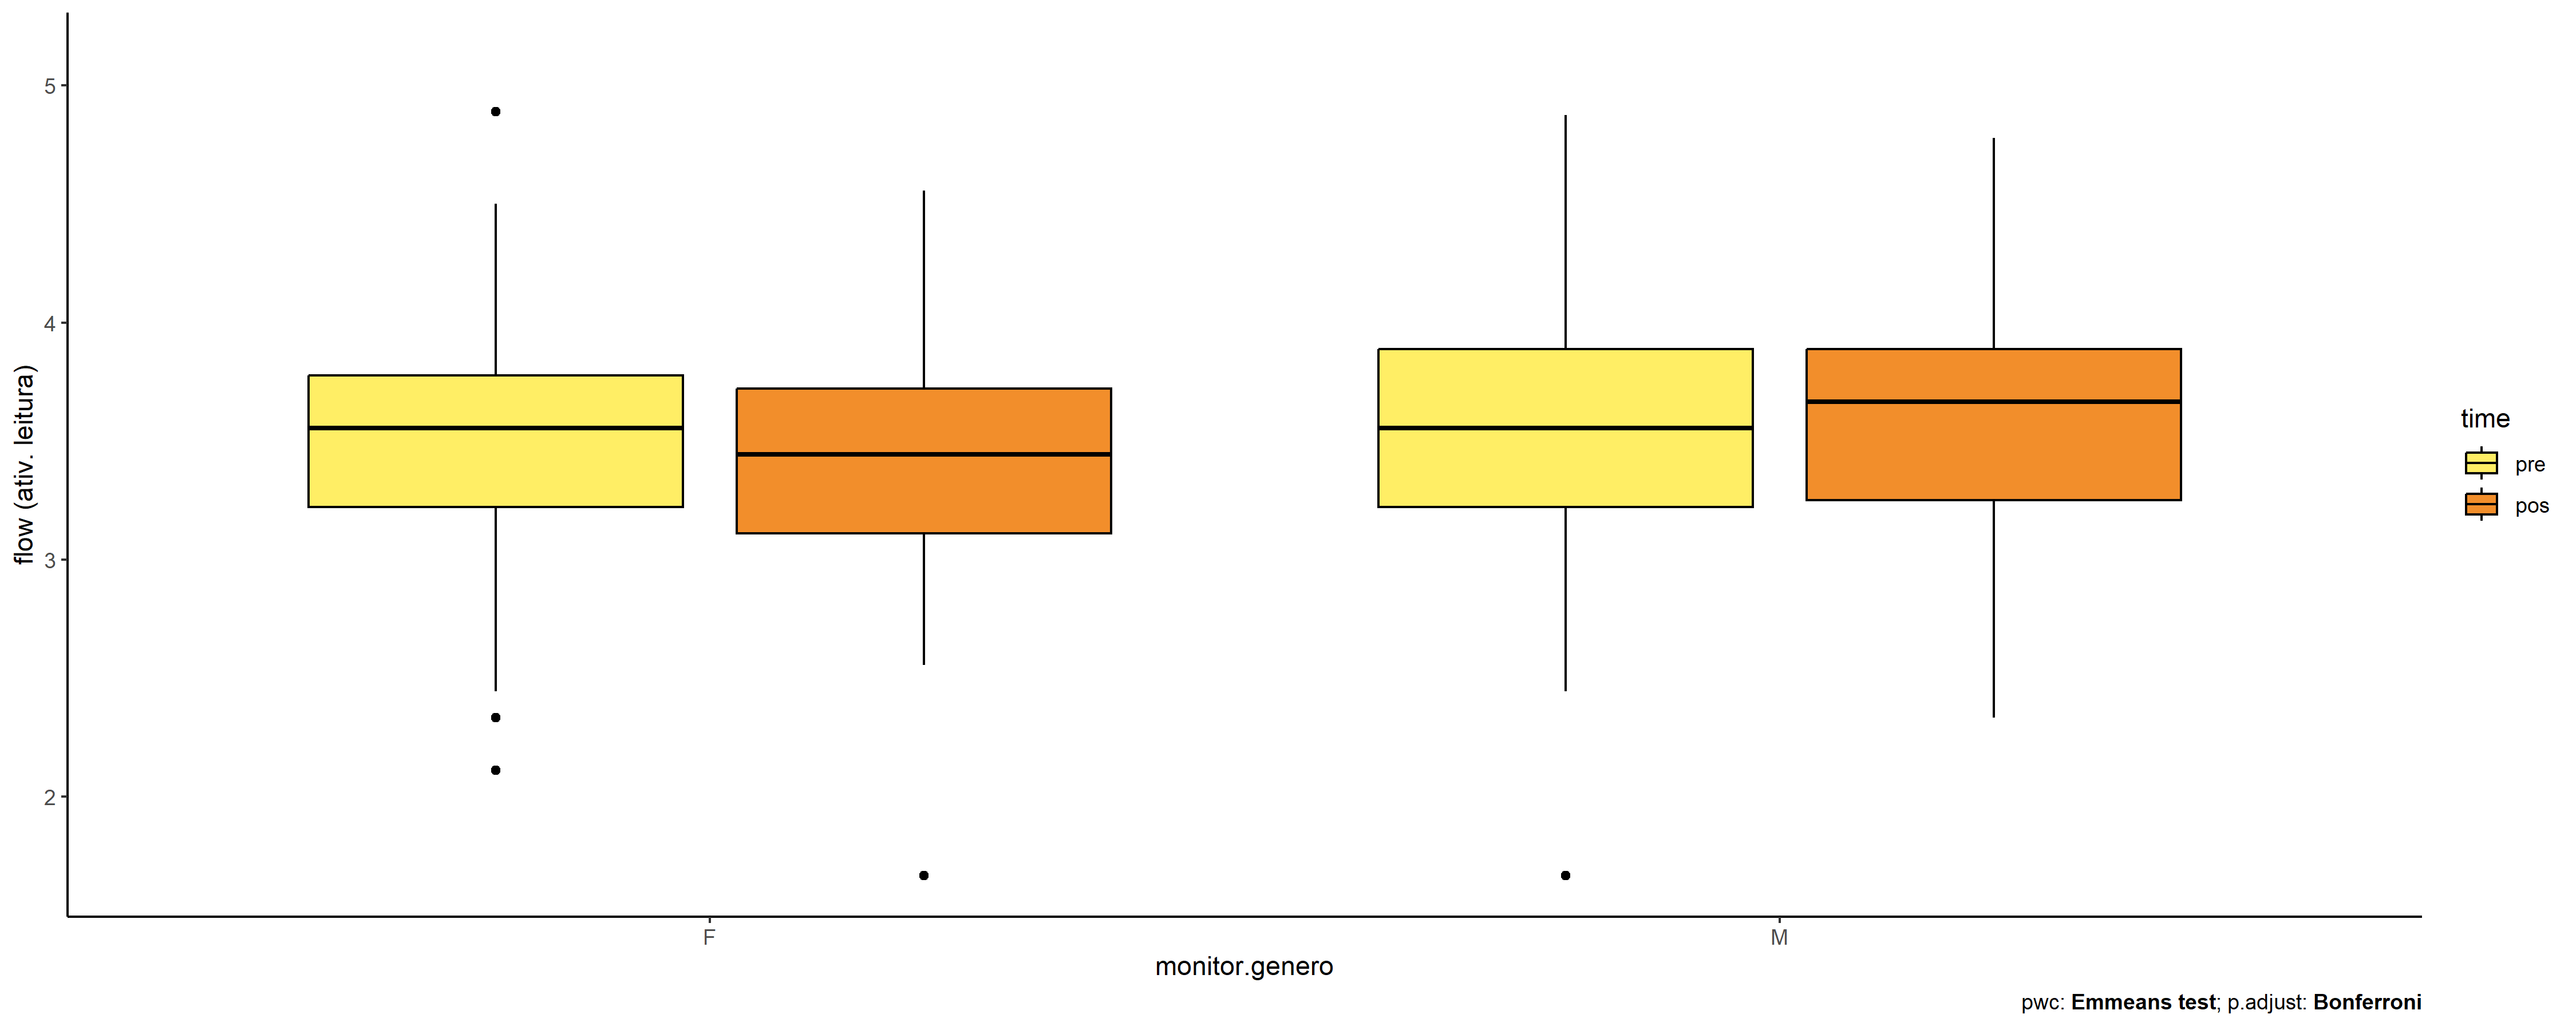 flow (ativ. leitura)
5
4
3
2
F
M
monitor.genero
time
pre
pos
pwc: Emmeans test; p.adjust: Bonferroni